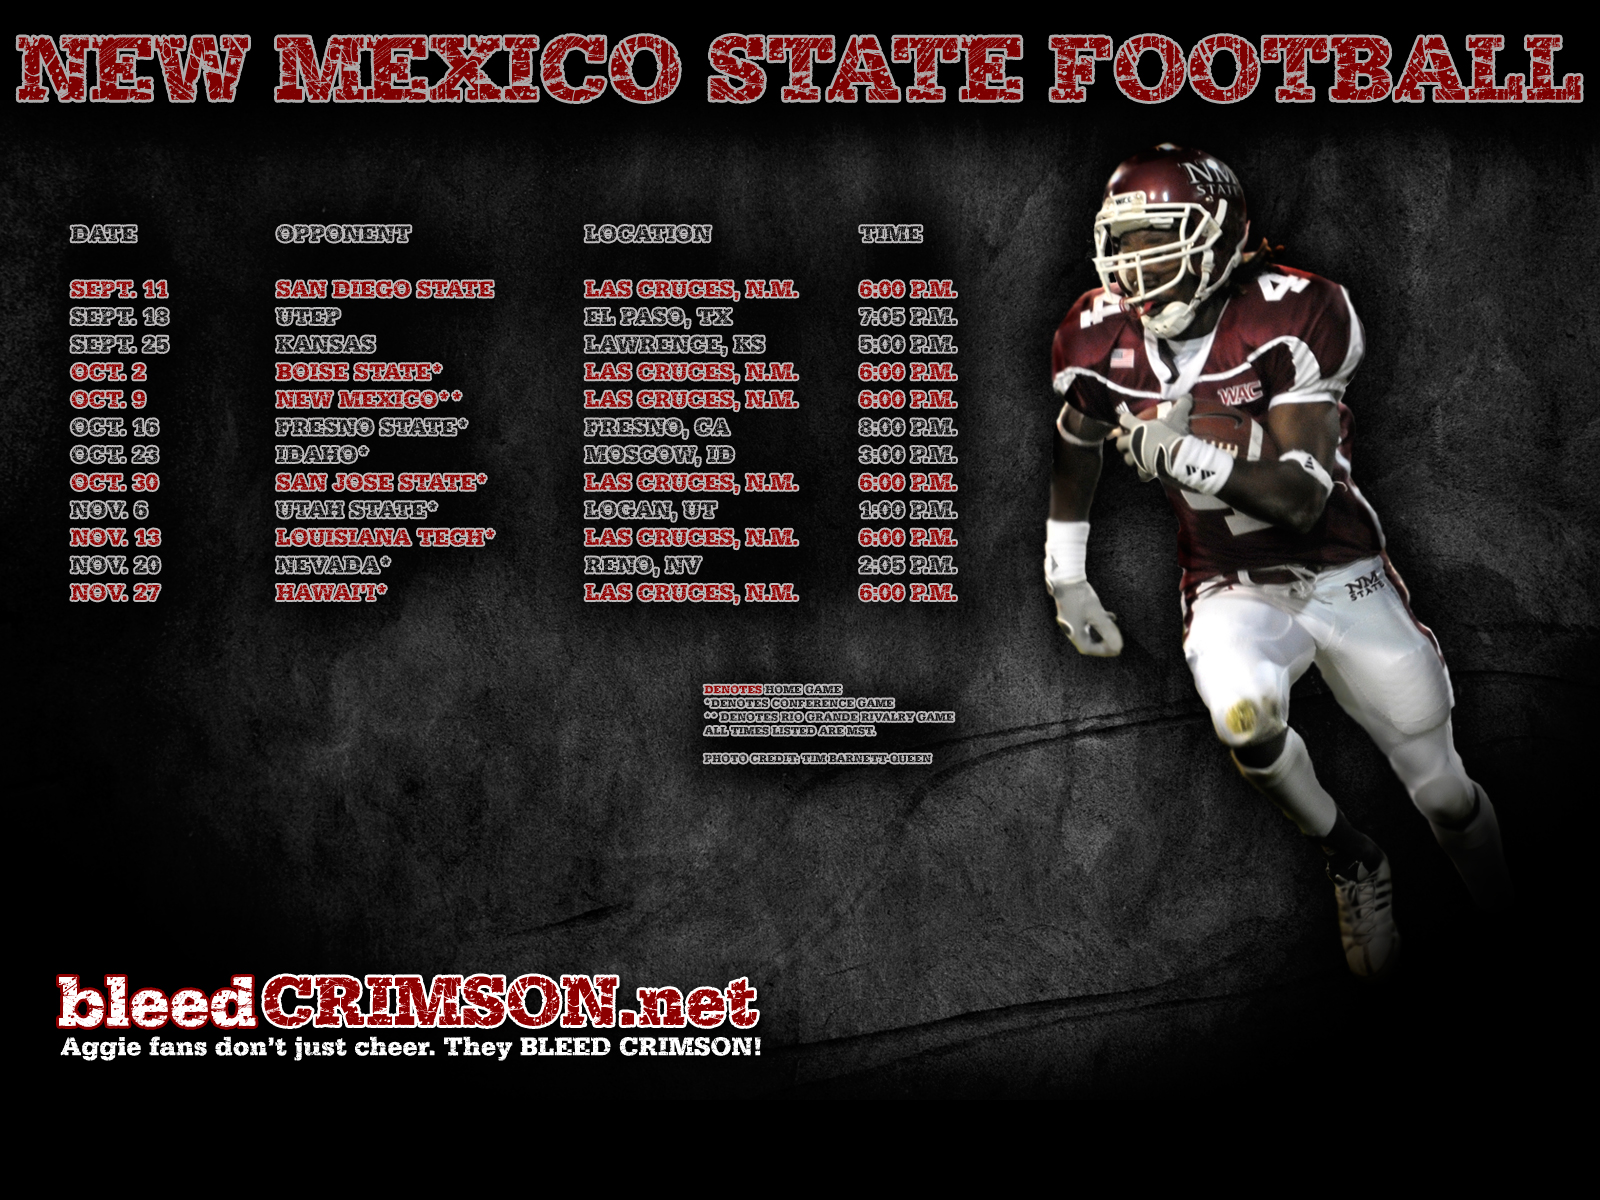 NEW MEXICO STATE FOOTBALL
DATE OPPONENT LOCATION TIME
SEPT. 11 SAN DIEGO STATE LAS CRUCES, N.M. 6:00 P.M.
SEPT. 18 UTEP EL PASO, TX 7:05 P.M.
SEPT. 25 KANSAS LAWRENCE, KS 5:00 P.M.
OCT. 2 BOISE STATE* LAS CRUCES, N.M. 6:00 P.M.
OCT. 9 NEW MEXICO** LAS CRUCES, N.M. 6:00 P.M.
OCT. 16 FRESNO STATE* FRESNO, CA 8:00 P.M.
OCT. 23 IDAHO* MOSCOW, ID 3:00 P.M.
OCT. 30 SAN JOSE STATE* LAS CRUCES, N.M. 6:00 P.M.
NOV. 6 UTAH STATE* LOGAN, UT 1:00 P.M.
NOV. 13 LOUISIANA TECH* LAS CRUCES, N.M. 6:00 P.M.
NOV. 20 NEVADA* RENO, NV 2:05 P.M.
NOV. 27 HAWAI'I* LAS CRUCES, N.M. 6:00 P.M.
DENOTES HOME GAME
*DENOTES CONFERENCE GAME
** DENOTES RIO GRANDE RIVALRY GAME
ALL TIMES LISTED ARE MST.
PHOTO CREDIT: TIM BARNETT-QUEEN
NM
STATE
4
4
WAC
4
NM
STATE
bleedCRIMSON.net
Aggie fans don't just cheer. They BLEED CRIMSON!